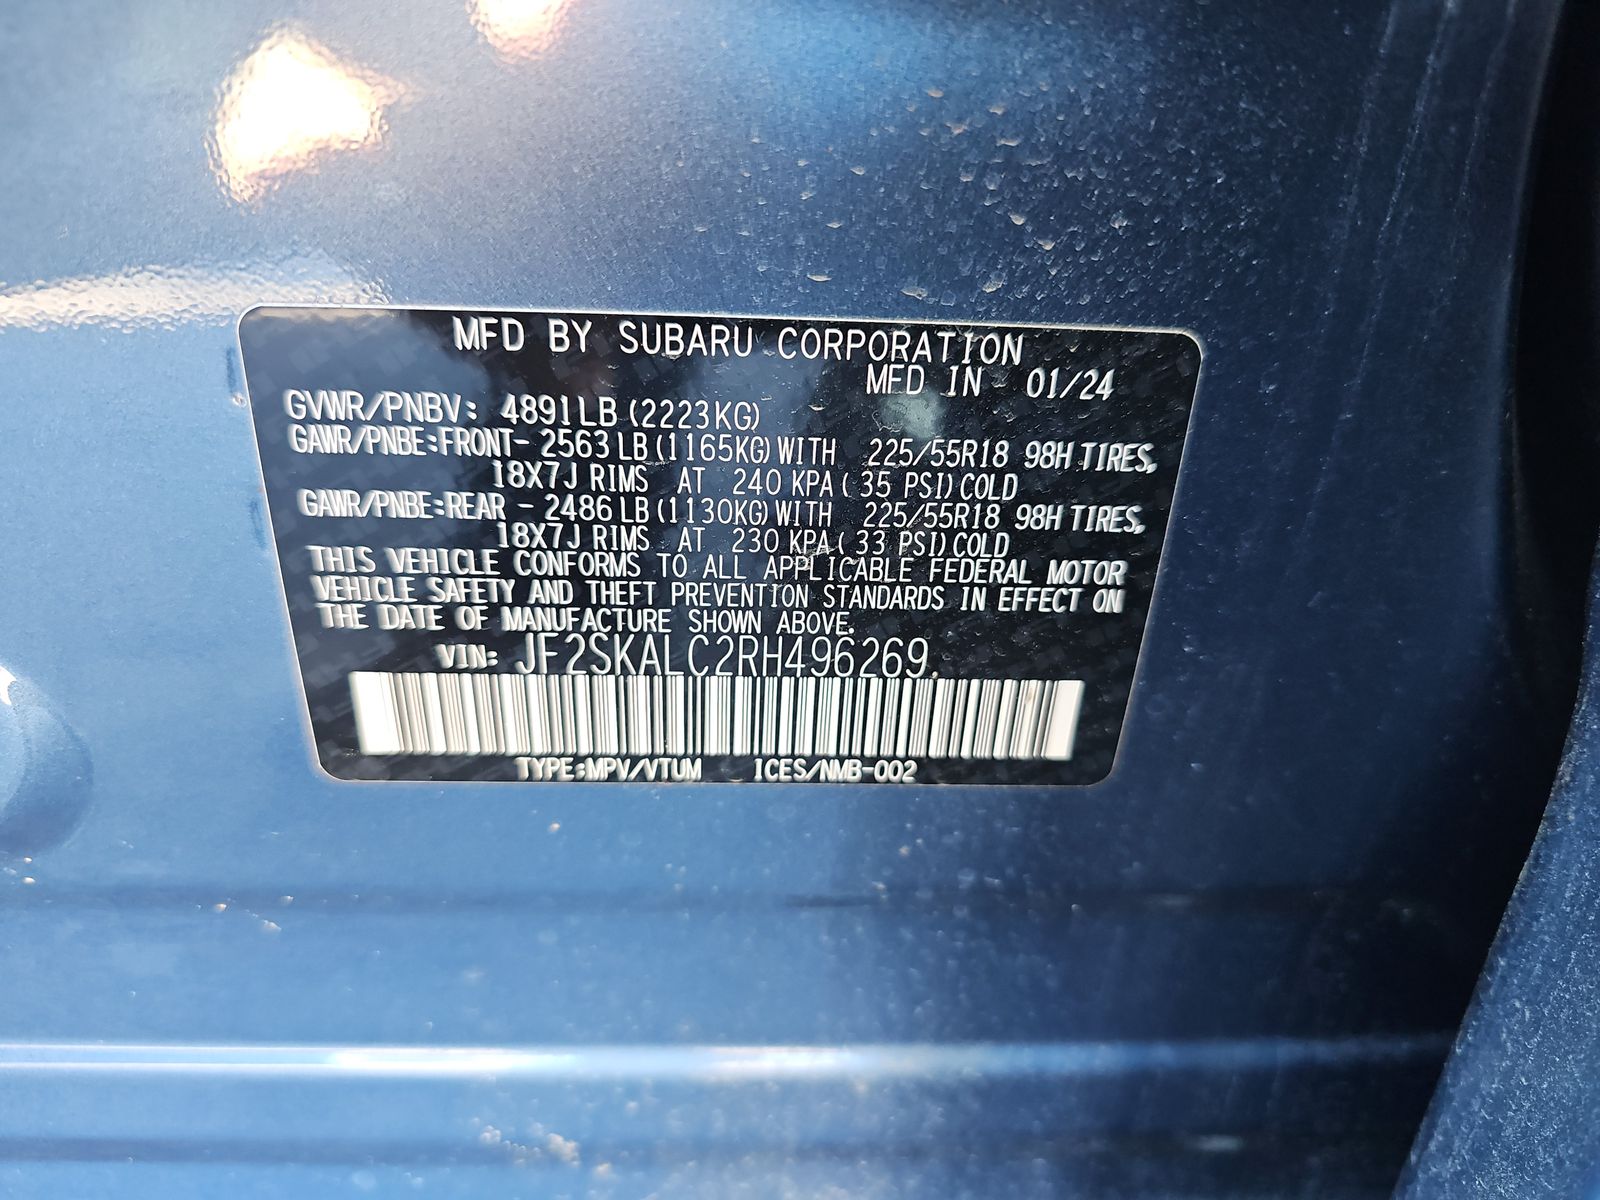 MFD BY SUBARU CORPORATION
MFD IN 01/24
GVWR/PNBV: 4891LB (2223KG)
GAWR/PNBE:FRONT- 2563LB (1165KG) WITH 225/55R18 98H TIRES,
18X7J RIMS AT 240 KPA ( 35 PSI) COLD
GAWR/PNBE:REAR - 2486LB (1130KG) WITH 225/55R18 98H TIRES,
18X7J RIMS AT 230 KPA ( 33 PSI) COLD
THIS VEHICLE CONFORMS TO ALL APPLICABLE FEDERAL MOTOR
VEHICLE SAFETY AND THEFT PREVENTION STANDARDS IN EFFECT ON
THE DATE OF MANUFACTURE SHOWN ABOVE.
VIN: JF2SKALC2RH496269
TYPE:MPV/VTUM ICES/NMB-002